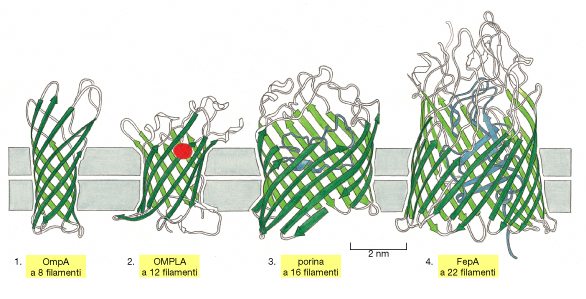 1. OmpA
a 8 filamenti
2. OMPLA
a 12 filamenti
3. porina
a 16 filamenti
2 nm
4. FepA
a 22 filamenti